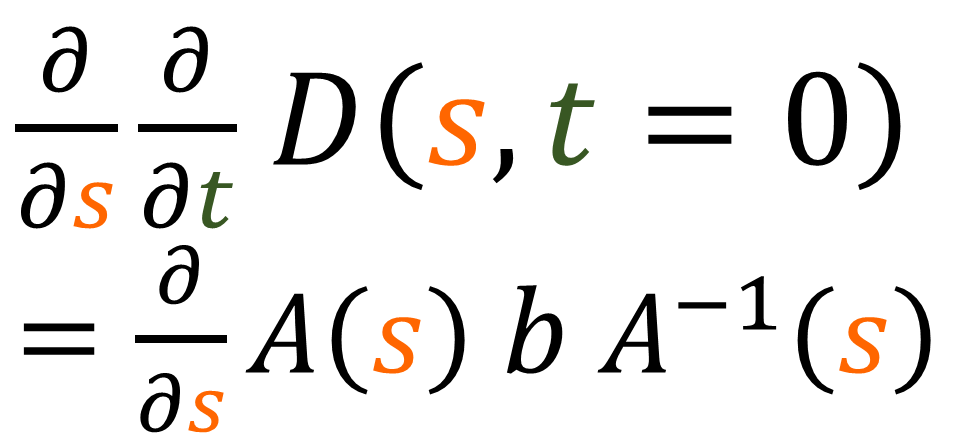 ∂/∂s ∂/∂t D(s, t = 0)
= ∂/∂s A(s) b A⁻¹(s)